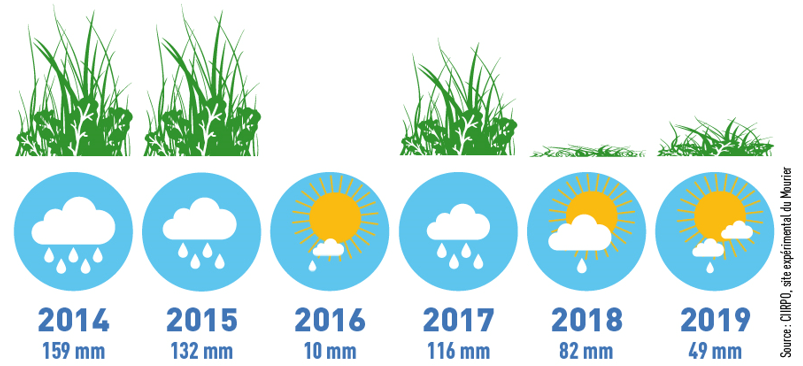 2014
2015
2016
2017
2018
2019
159 mm
132 mm
10 mm
116 mm
82 mm
49 mm
Source : CIIRPO, site expérimental du Mourier